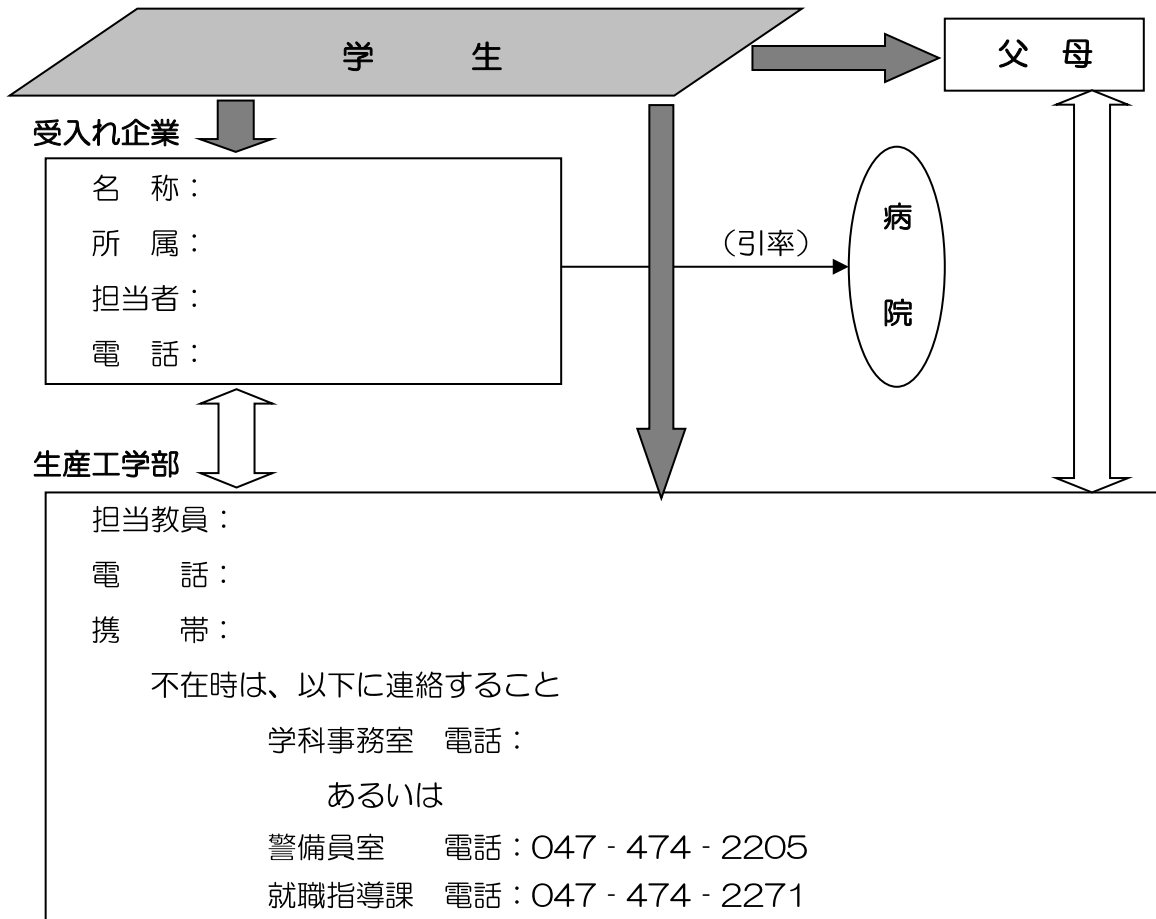 学　　生
父　母
受入れ企業
名　称：
所　属：
担当者：
電　話：
（引率）
病
院
生産工学部
担当教員：
電　　話：
携　　帯：
不在時は、以下に連絡すること
学科事務室　電話：
あるいは
警備員室　　電話：047‐474‐2205
就職指導課　電話：047‐474‐2271